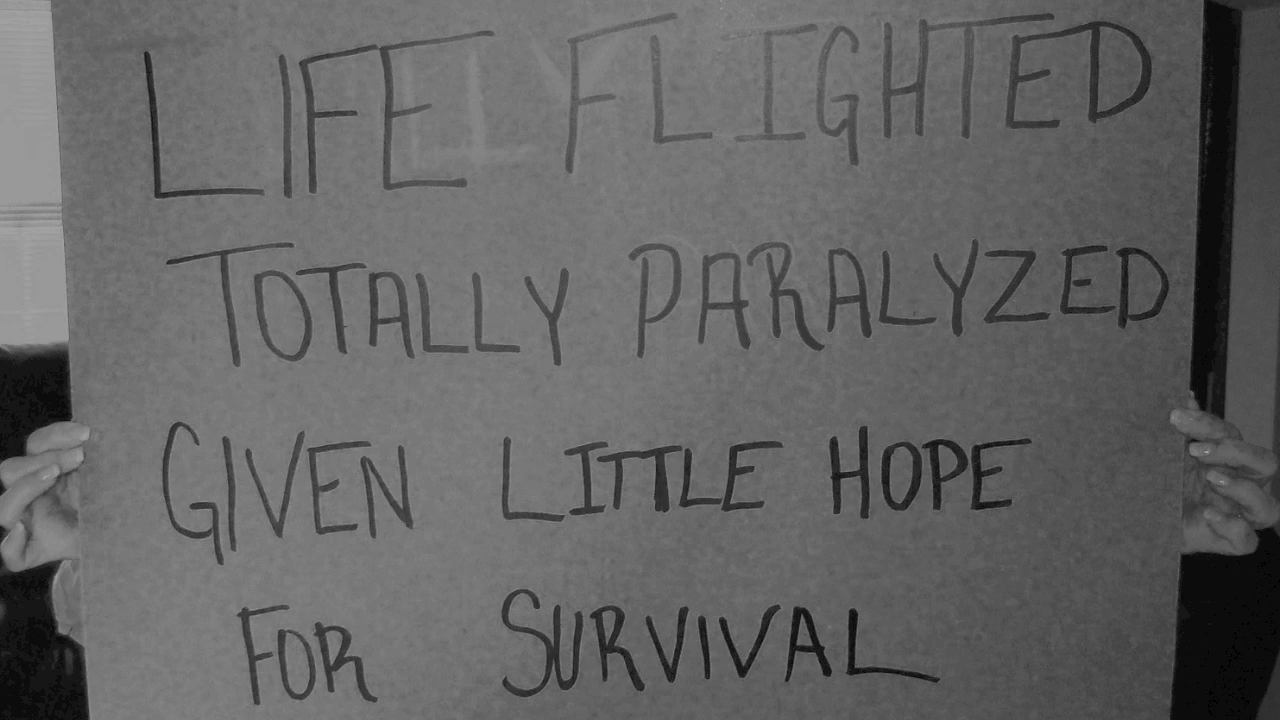 LIFE FLIGHTED
TOTALLY PARALYZED
GIVEN LITTLE HOPE
FOR SURVIVAL